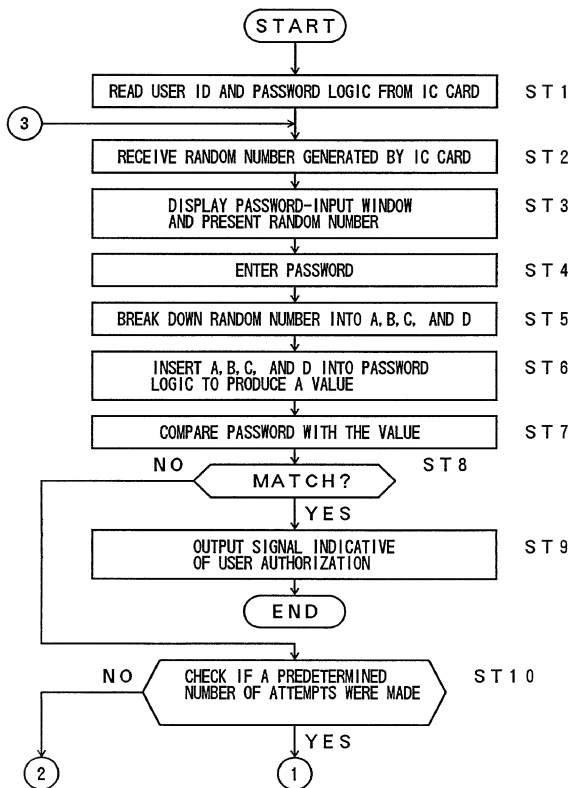 START
READ USER ID AND PASSWORD LOGIC FROM IC CARD ST1
3
RECEIVE RANDOM NUMBER GENERATED BY IC CARD ST2
DISPLAY PASSWORD-INPUT WINDOW
AND PRESENT RANDOM NUMBER
ST3
ENTER PASSWORD ST4
BREAK DOWN RANDOM NUMBER INTO A, B, C, AND D ST5
INSERT A, B, C, AND D INTO PASSWORD
LOGIC TO PRODUCE A VALUE
ST6
COMPARE PASSWORD WITH THE VALUE ST7
NO MATCH? ST8
YES
OUTPUT SIGNAL INDICATIVE
OF USER AUTHORIZATION
ST9
END
NO CHECK IF A PREDETERMINED
NUMBER OF ATTEMPTS WERE MADE
ST10
YES
2 1